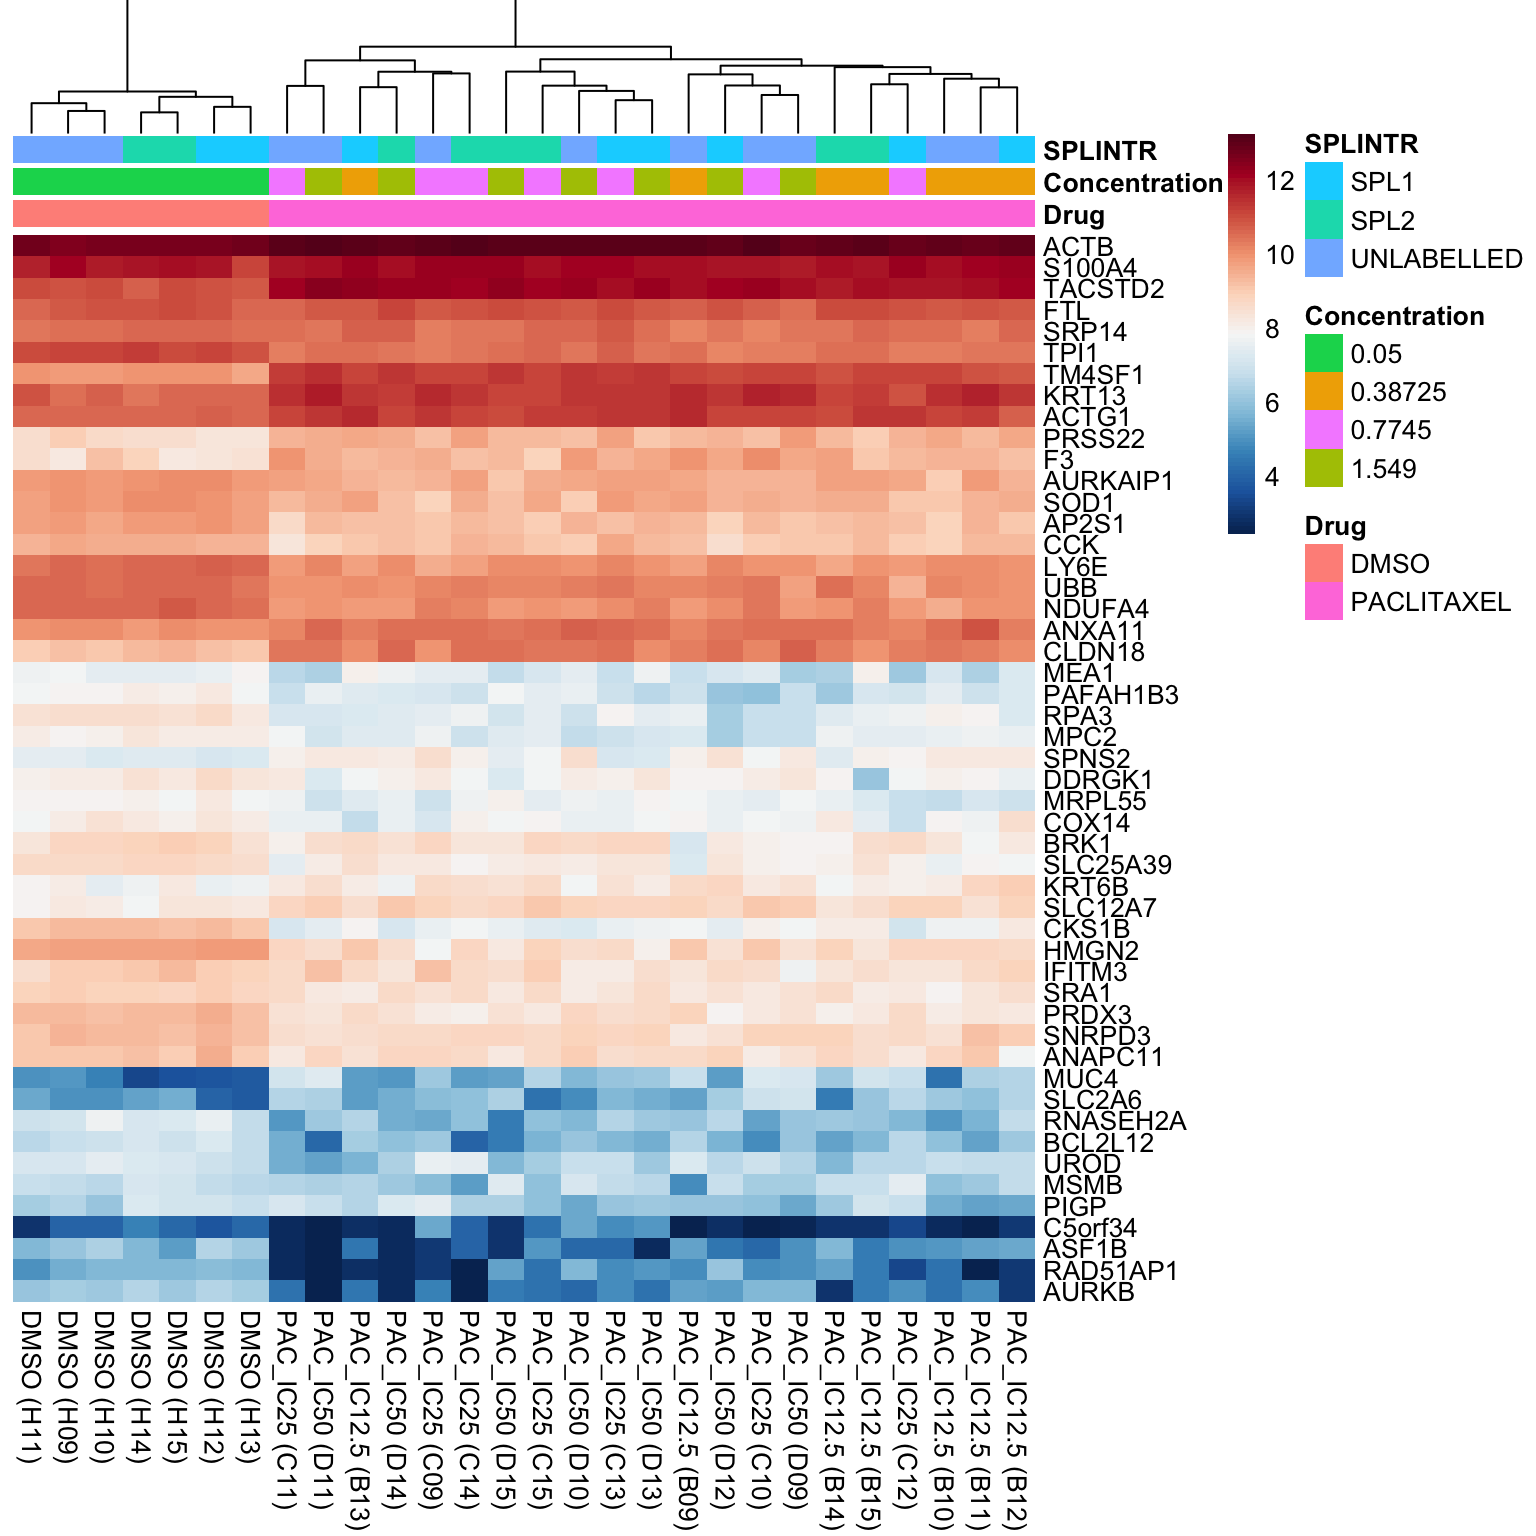 SPLINTR
Concentration
Drug
ACTB
S100A4
TACSTD2
FTL
SRP14
TPI1
TM4SF1
KRT13
ACTG1
PRSS22
F3
AURKAIP1
SOD1
AP2S1
CCK
LY6E
UBB
NDUFA4
ANXA11
CLDN18
MEA1
PAFAH1B3
RPA3
MPC2
SPNS2
DDRGK1
MRPL55
COX14
BRK1
SLC25A39
KRT6B
SLC12A7
CKS1B
HMGN2
IFITM3
SRA1
PRDX3
SNRPD3
ANAPC11
MUC4
SLC2A6
RNASEH2A
BCL2L12
UROD
MSMB
PIGP
C5orf34
ASF1B
RAD51AP1
AURKB
DMSO (H11)
DMSO (H09)
DMSO (H10)
DMSO (H14)
DMSO (H15)
DMSO (H12)
DMSO (H13)
PAC_IC25 (C11)
PAC_IC50 (D11)
PAC_IC12.5 (B13)
PAC_IC50 (D14)
PAC_IC25 (C09)
PAC_IC25 (C14)
PAC_IC50 (D15)
PAC_IC25 (C15)
PAC_IC50 (D10)
PAC_IC25 (C13)
PAC_IC50 (D13)
PAC_IC12.5 (B09)
PAC_IC50 (D12)
PAC_IC25 (C10)
PAC_IC50 (D09)
PAC_IC12.5 (B14)
PAC_IC12.5 (B15)
PAC_IC25 (C12)
PAC_IC12.5 (B10)
PAC_IC12.5 (B11)
PAC_IC12.5 (B12)
12
10
8
6
4
SPLINTR
SPL1
SPL2
UNLABELLED
Concentration
0.05
0.38725
0.7745
1.549
Drug
DMSO
PACLITAXEL